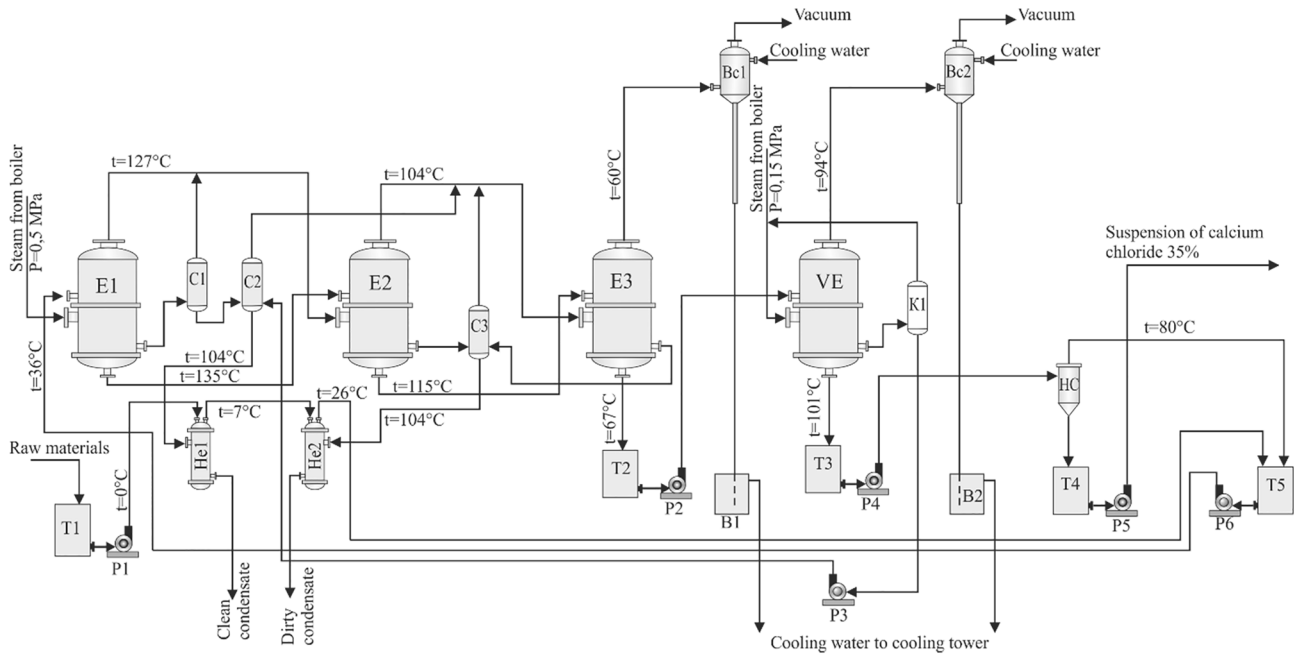 Vacuum
Cooling water
Bc1
Vacuum
Cooling water
Bc2
Steam from boiler
P=0,5 MPa
t=127°C
t=104°C
t=60°C
Steam from boiler
P=0,15 MPa
t=94°C
E1
C1
C2
E2
C3
E3
VE
K1
Suspension of calcium
chloride 35%
t=80°C
t=36°C
t=104°C
t=135°C
t=26°C
t=115°C
t=7°C
t=104°C
t=67°C
t=101°C
HC
Raw materials
t=0°C
He1
He2
T1
P1
T2
P2
B1
T3
P4
B2
T4
P5
P6
T5
Clean
condensate
Dirty
condensate
P3
Cooling water to cooling tower